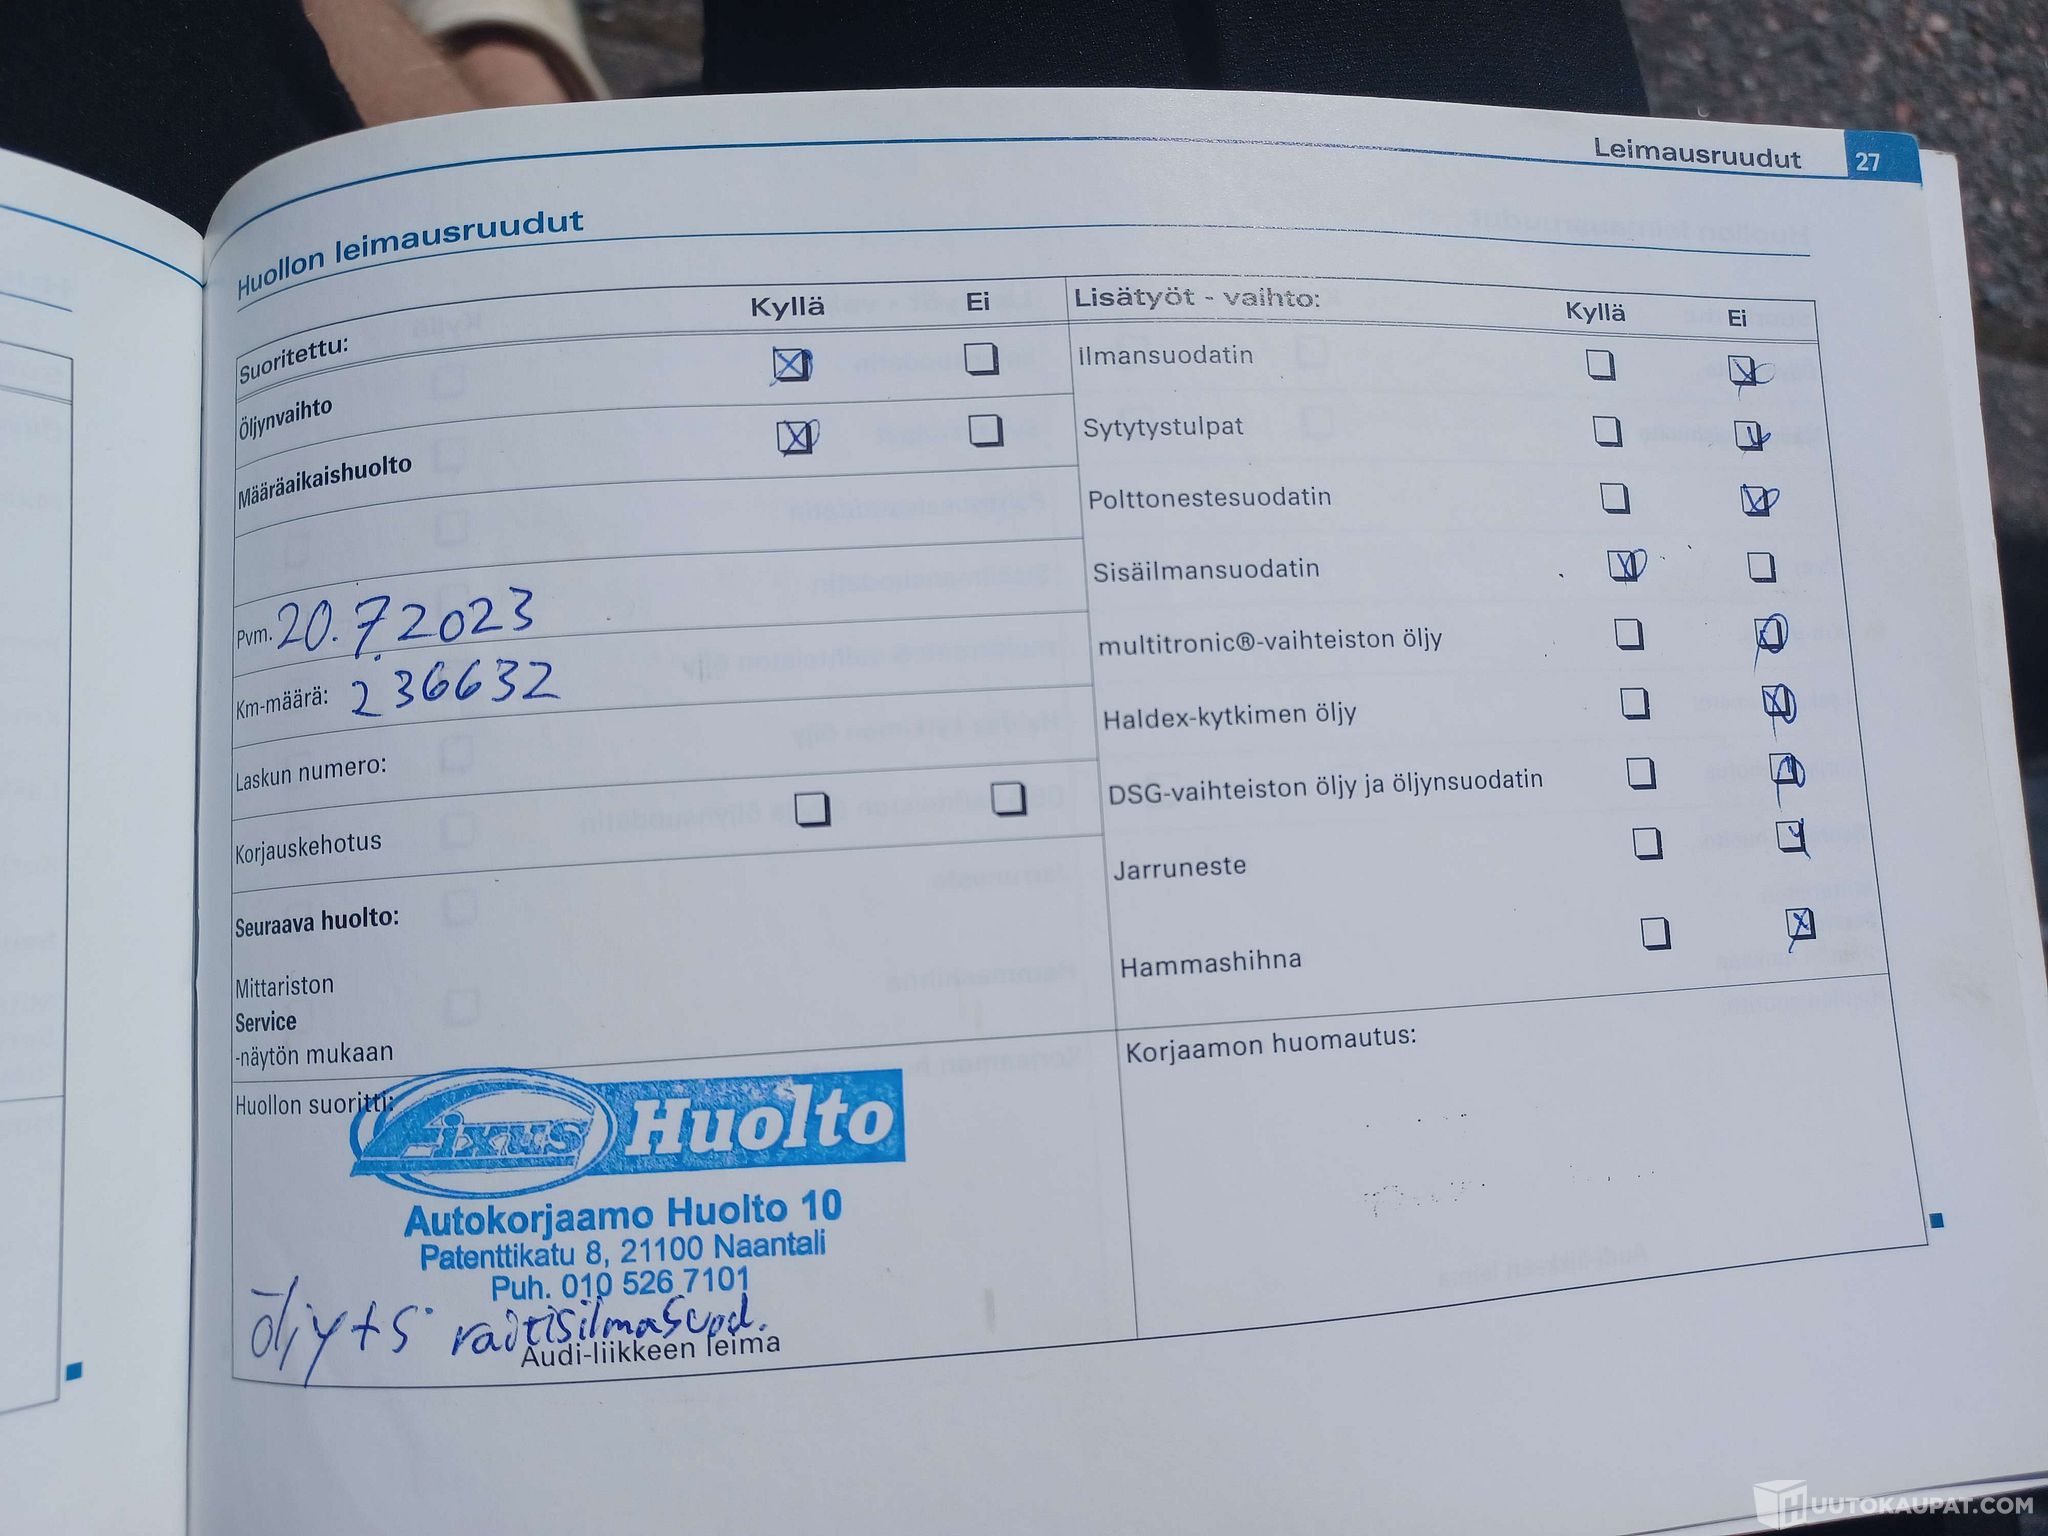 Leimausruudut 27
Huollon leimausruudut
Suoritettu: Kyllä Ei
Öljynvaihto
Määräaikaishuolto
Pvm. 20.7.2023
Km-määrä: 236632
Laskun numero:
Korjauskehotus
Seuraava huolto:
Mittariston
Service
-näytön mukaan
Huollon suoritti:
Fixus Huolto
Autokorjaamo Huolto 10
Patenttikatu 8, 21100 Naantali
Puh. 010 526 7101
öljyt+s raitisilmasuod.
Audi-liikkeen leima
Lisätyöt - vaihto: Kyllä Ei
Ilmansuodatin
Sytytystulpat
Polttonestesuodatin
Sisäilmansuodatin
multitronic®-vaihteiston öljy
Haldex-kytkimen öljy
DSG-vaihteiston öljy ja öljynsuodatin
Jarruneste
Hammashihna
Korjaamon huomautus:
HUUTOKAUPAT.COM